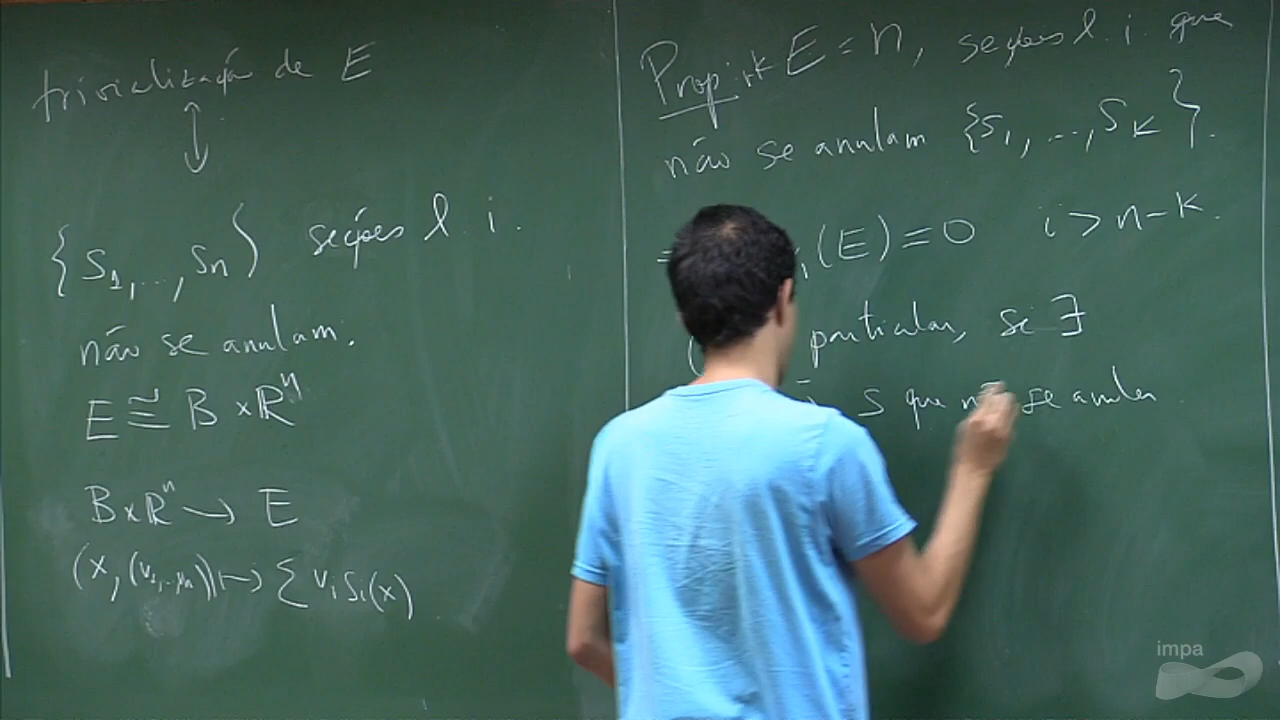 trivialização de E
↕
{s₁,...,sₙ} seções l. i.
não se anulam.
E ≅ B × ℝⁿ
B × ℝⁿ → E
(x, (v₁,...,vₙ)) ↦ Σ vᵢ sᵢ(x)
Prop: rk E = n, seções l. i. que
não se anulam {s₁,...,s_k}.
ᵢ(E) = 0 i > n - k.
( particular, se ∃
s que não se anula
impa